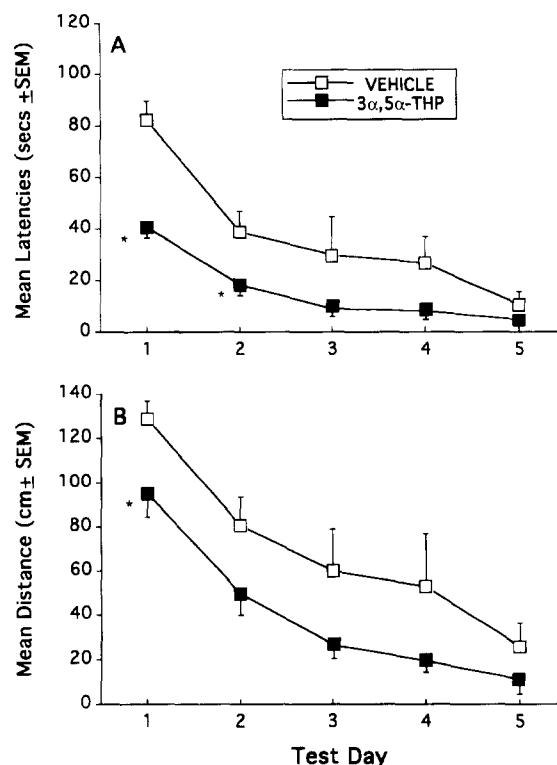 A
120
100
80
60
40
20
0
Mean Latencies (secs ±SEM)
VEHICLE
3α,5α-THP
*
*
1 2 3 4 5
B
140
120
100
80
60
40
20
0
Mean Distance (cm± SEM)
*
1 2 3 4 5
Test Day